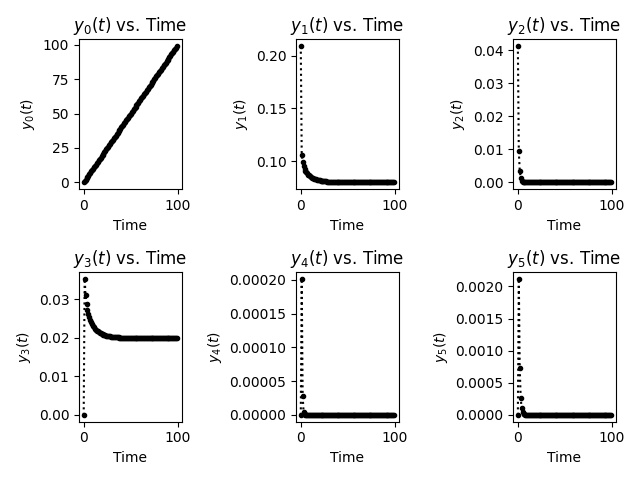 y₀(t) vs. Time
100
75
50
25
0
y₀(t)
0
100
Time
y₁(t) vs. Time
0.20
0.15
0.10
y₁(t)
0
100
Time
y₂(t) vs. Time
0.04
0.03
0.02
0.01
0.00
y₂(t)
0
100
Time
y₃(t) vs. Time
0.03
0.02
0.01
0.00
y₃(t)
0
100
Time
y₄(t) vs. Time
0.00020
0.00015
0.00010
0.00005
0.00000
y₄(t)
0
100
Time
y₅(t) vs. Time
0.0020
0.0015
0.0010
0.0005
0.0000
y₅(t)
0
100
Time